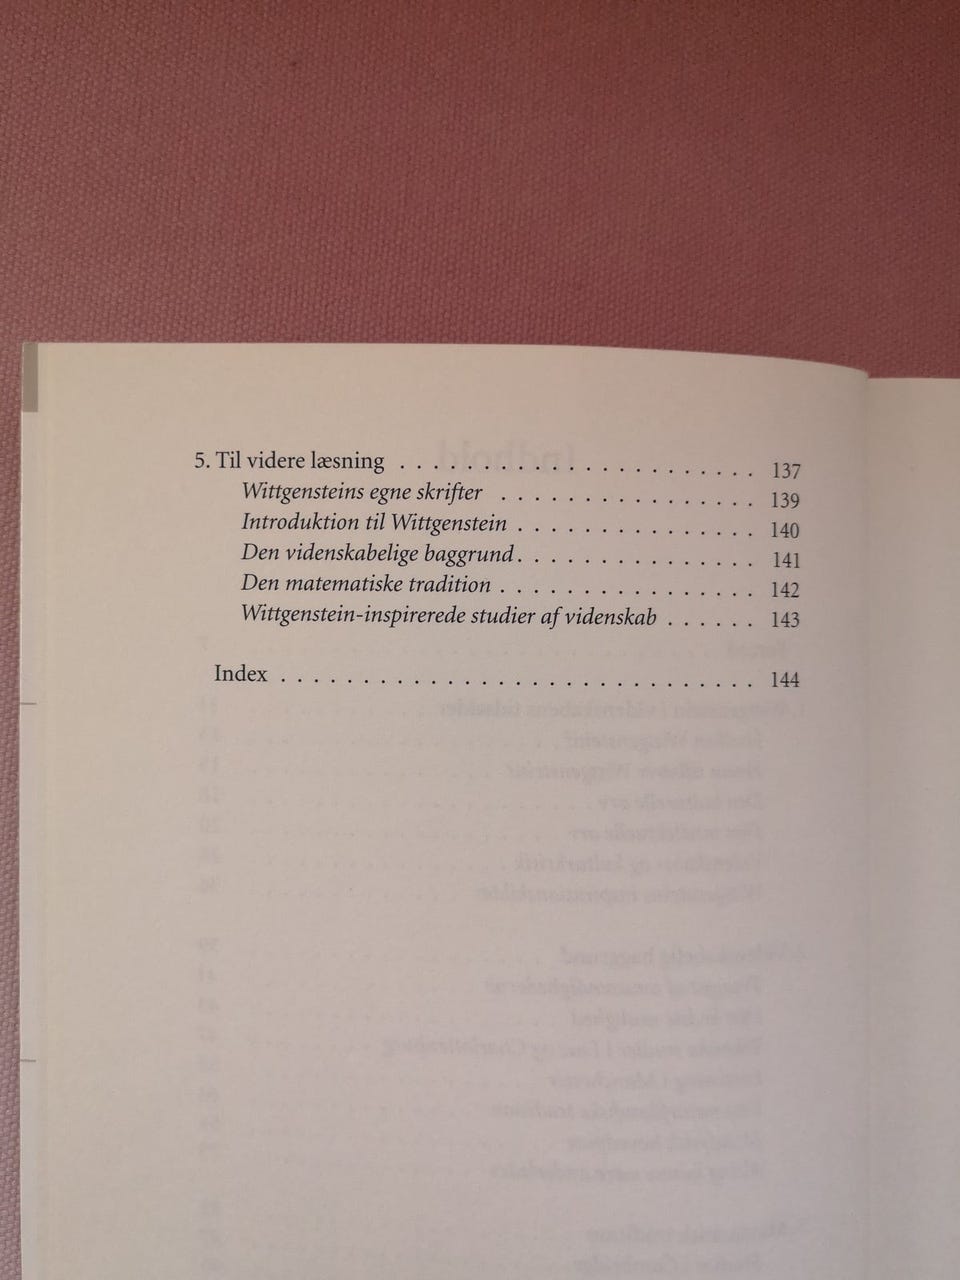 5. Til videre læsning . . . . . . . . . . . . . . . . . . . . . . 137
Wittgensteins egne skrifter . . . . . . . . . . . . . . . . 139
Introduktion til Wittgenstein . . . . . . . . . . . . . . . 140
Den videnskabelige baggrund . . . . . . . . . . . . . . . 141
Den matematiske tradition . . . . . . . . . . . . . . . . 142
Wittgenstein-inspirerede studier af videnskab . . . . . . 143
Index . . . . . . . . . . . . . . . . . . . . . . . . . . . . . 144